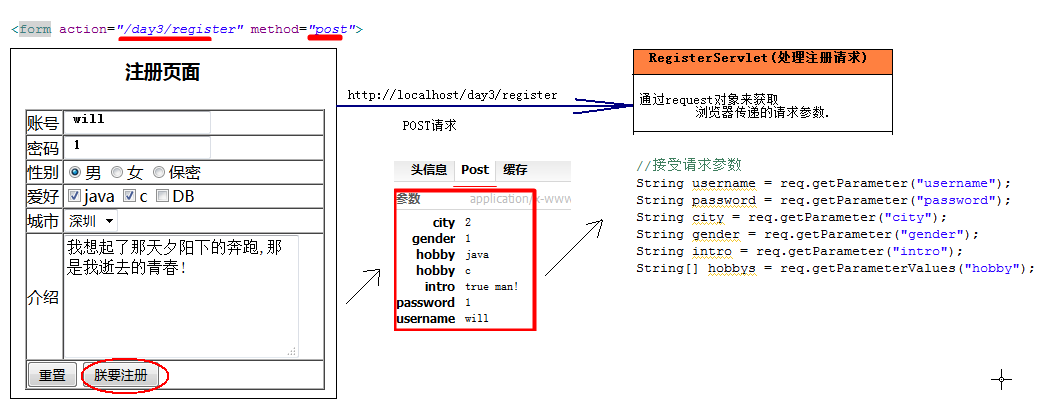 <form action="/day3/register" method="post">
注册页面
账号 will
密码 1
性别 男 女 保密
爱好 java c DB
城市 深圳
介绍 我想起了那天夕阳下的奔跑,那
是我逝去的青春!
重置 朕要注册
http://localhost/day3/register
POST请求
RegisterServlet(处理注册请求)
通过request对象来获取
浏览器传递的请求参数.
头信息 Post 缓存
参数 application/x-www
city 2
gender 1
hobby java
hobby c
intro true man!
password 1
username will
//接受请求参数
String username = req.getParameter("username");
String password = req.getParameter("password");
String city = req.getParameter("city");
String gender = req.getParameter("gender");
String intro = req.getParameter("intro");
String[] hobbys = req.getParameterValues("hobby");